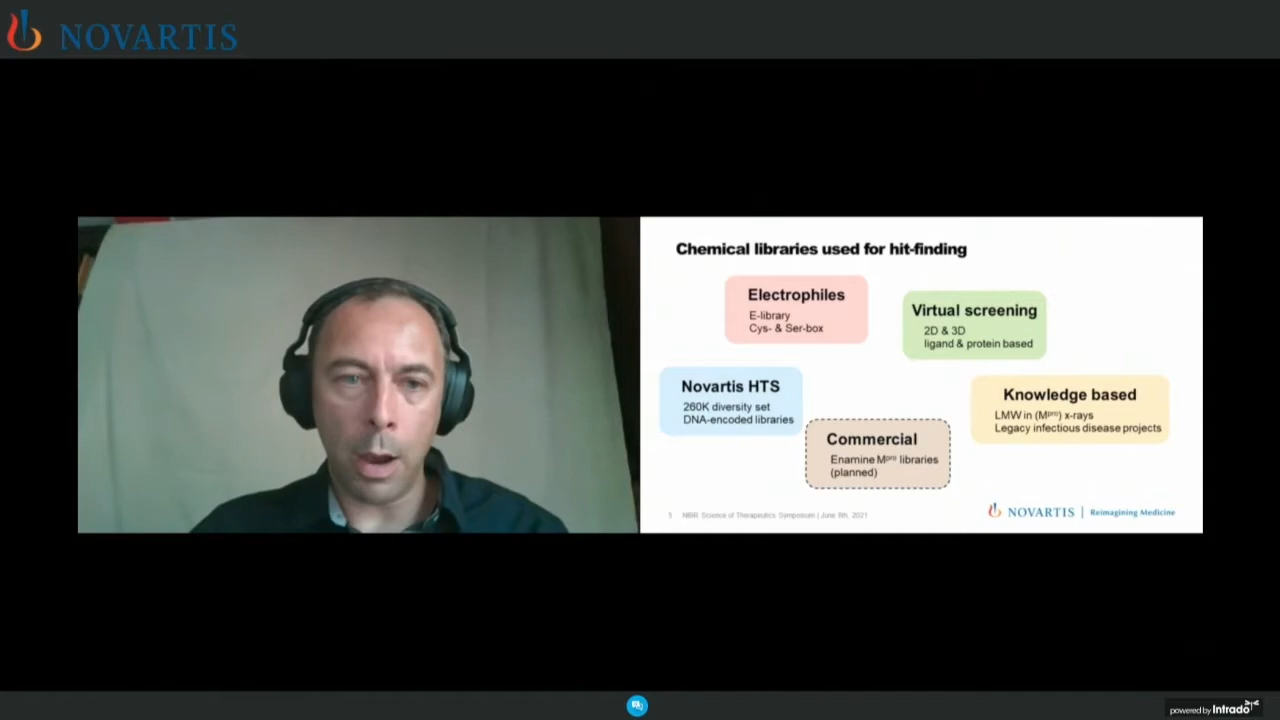 NOVARTIS
Chemical libraries used for hit-finding
Electrophiles
E-library
Cys- & Ser-box
Virtual screening
2D & 3D
ligand & protein based
Novartis HTS
260K diversity set
DNA-encoded libraries
Knowledge based
LMW in (Mᵖʳᵒ) x-rays
Legacy infectious disease projects
Commercial
Enamine Mᵖʳᵒ libraries
(planned)
5 NIBR Science of Therapeutics Symposium | June 8th, 2021
NOVARTIS | Reimagining Medicine
powered by Intrado